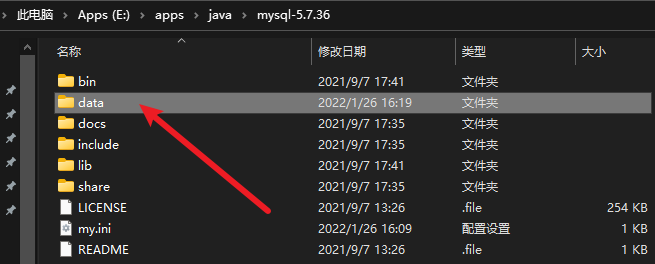 此电脑 > Apps (E:) > apps > java > mysql-5.7.36
名称 修改日期 类型 大小
bin 2021/9/7 17:41 文件夹
data 2022/1/26 16:19 文件夹
docs 2021/9/7 17:35 文件夹
include 2021/9/7 17:35 文件夹
lib 2021/9/7 17:41 文件夹
share 2021/9/7 17:35 文件夹
LICENSE 2021/9/7 13:26 .file 254 KB
my.ini 2022/1/26 16:09 配置设置 1 KB
README 2021/9/7 13:26 .file 1 KB